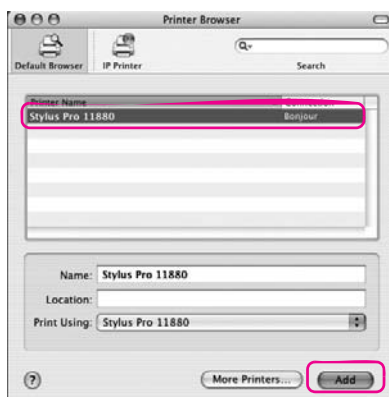 Printer Browser
Default Browser IP Printer Search
Printer Name Connection
Stylus Pro 11880 Bonjour
Name: Stylus Pro 11880
Location:
Print Using: Stylus Pro 11880
? More Printers... Add